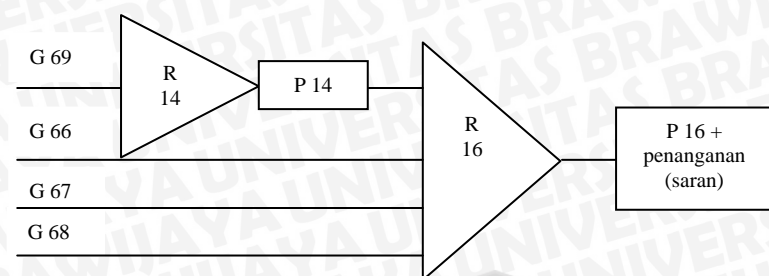 G 69
R
14
P 14
G 66
R
16
P 16 +
penanganan
(saran)
G 67
G 68